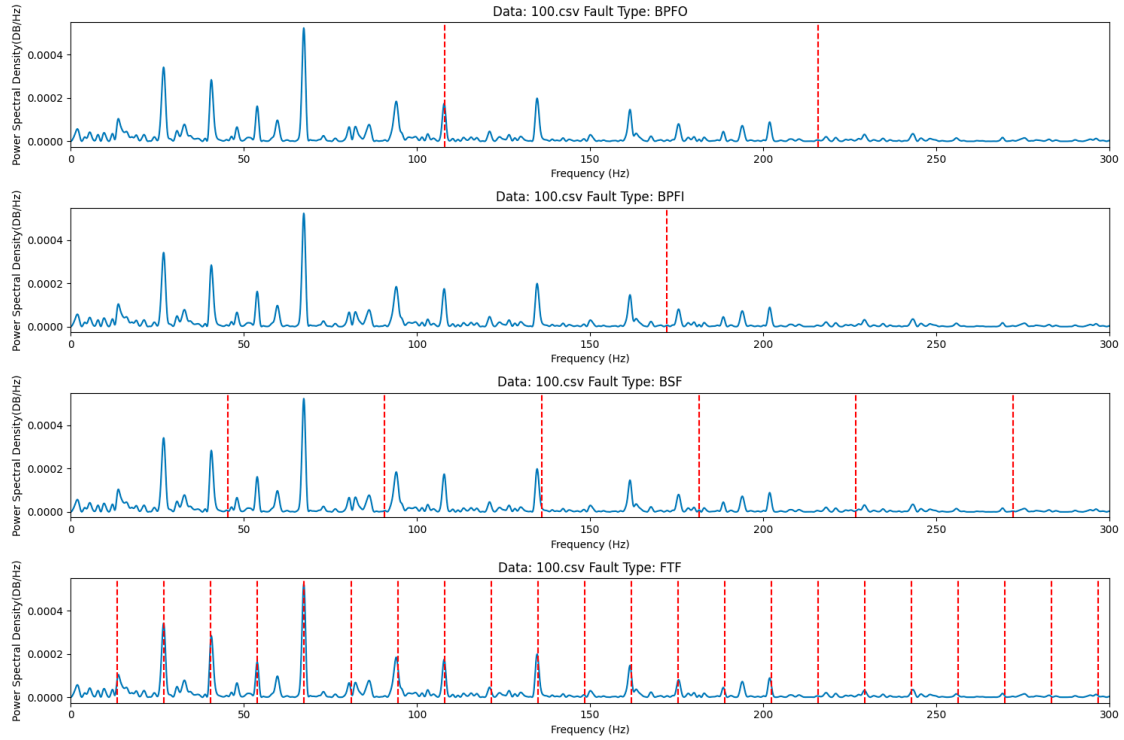 Data: 100.csv Fault Type: BPFO
Power Spectral Density(DB/Hz)
0.0004
0.0002
0.0000
0 50 100 150 200 250 300
Frequency (Hz)
Data: 100.csv Fault Type: BPFI
Power Spectral Density(DB/Hz)
0.0004
0.0002
0.0000
0 50 100 150 200 250 300
Frequency (Hz)
Data: 100.csv Fault Type: BSF
Power Spectral Density(DB/Hz)
0.0004
0.0002
0.0000
0 50 100 150 200 250 300
Frequency (Hz)
Data: 100.csv Fault Type: FTF
Power Spectral Density(DB/Hz)
0.0004
0.0002
0.0000
0 50 100 150 200 250 300
Frequency (Hz)